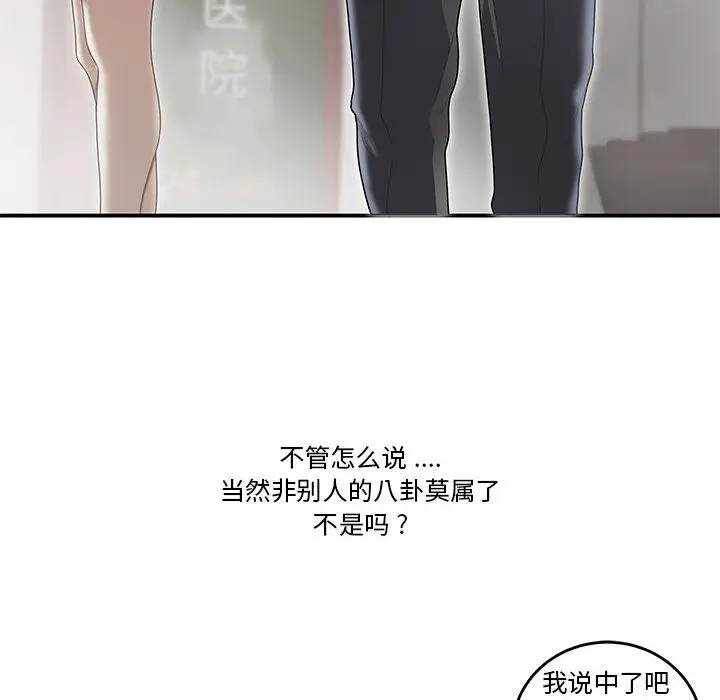 医
院
不管怎么说 ....
当然非别人的八卦莫属了
不是吗？
我说中了吧